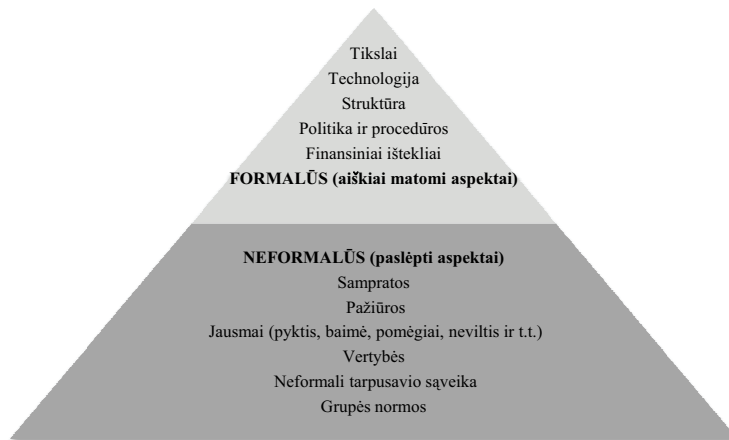 Tikslai
Technologija
Struktūra
Politika ir procedūros
Finansiniai ištekliai
FORMALŪS (aiškiai matomi aspektai)
NEFORMALŪS (paslėpti aspektai)
Sampratos
Pažiūros
Jausmai (pyktis, baimė, pomėgiai, neviltis ir t.t.)
Vertybės
Neformali tarpusavio sąveika
Grupės normos